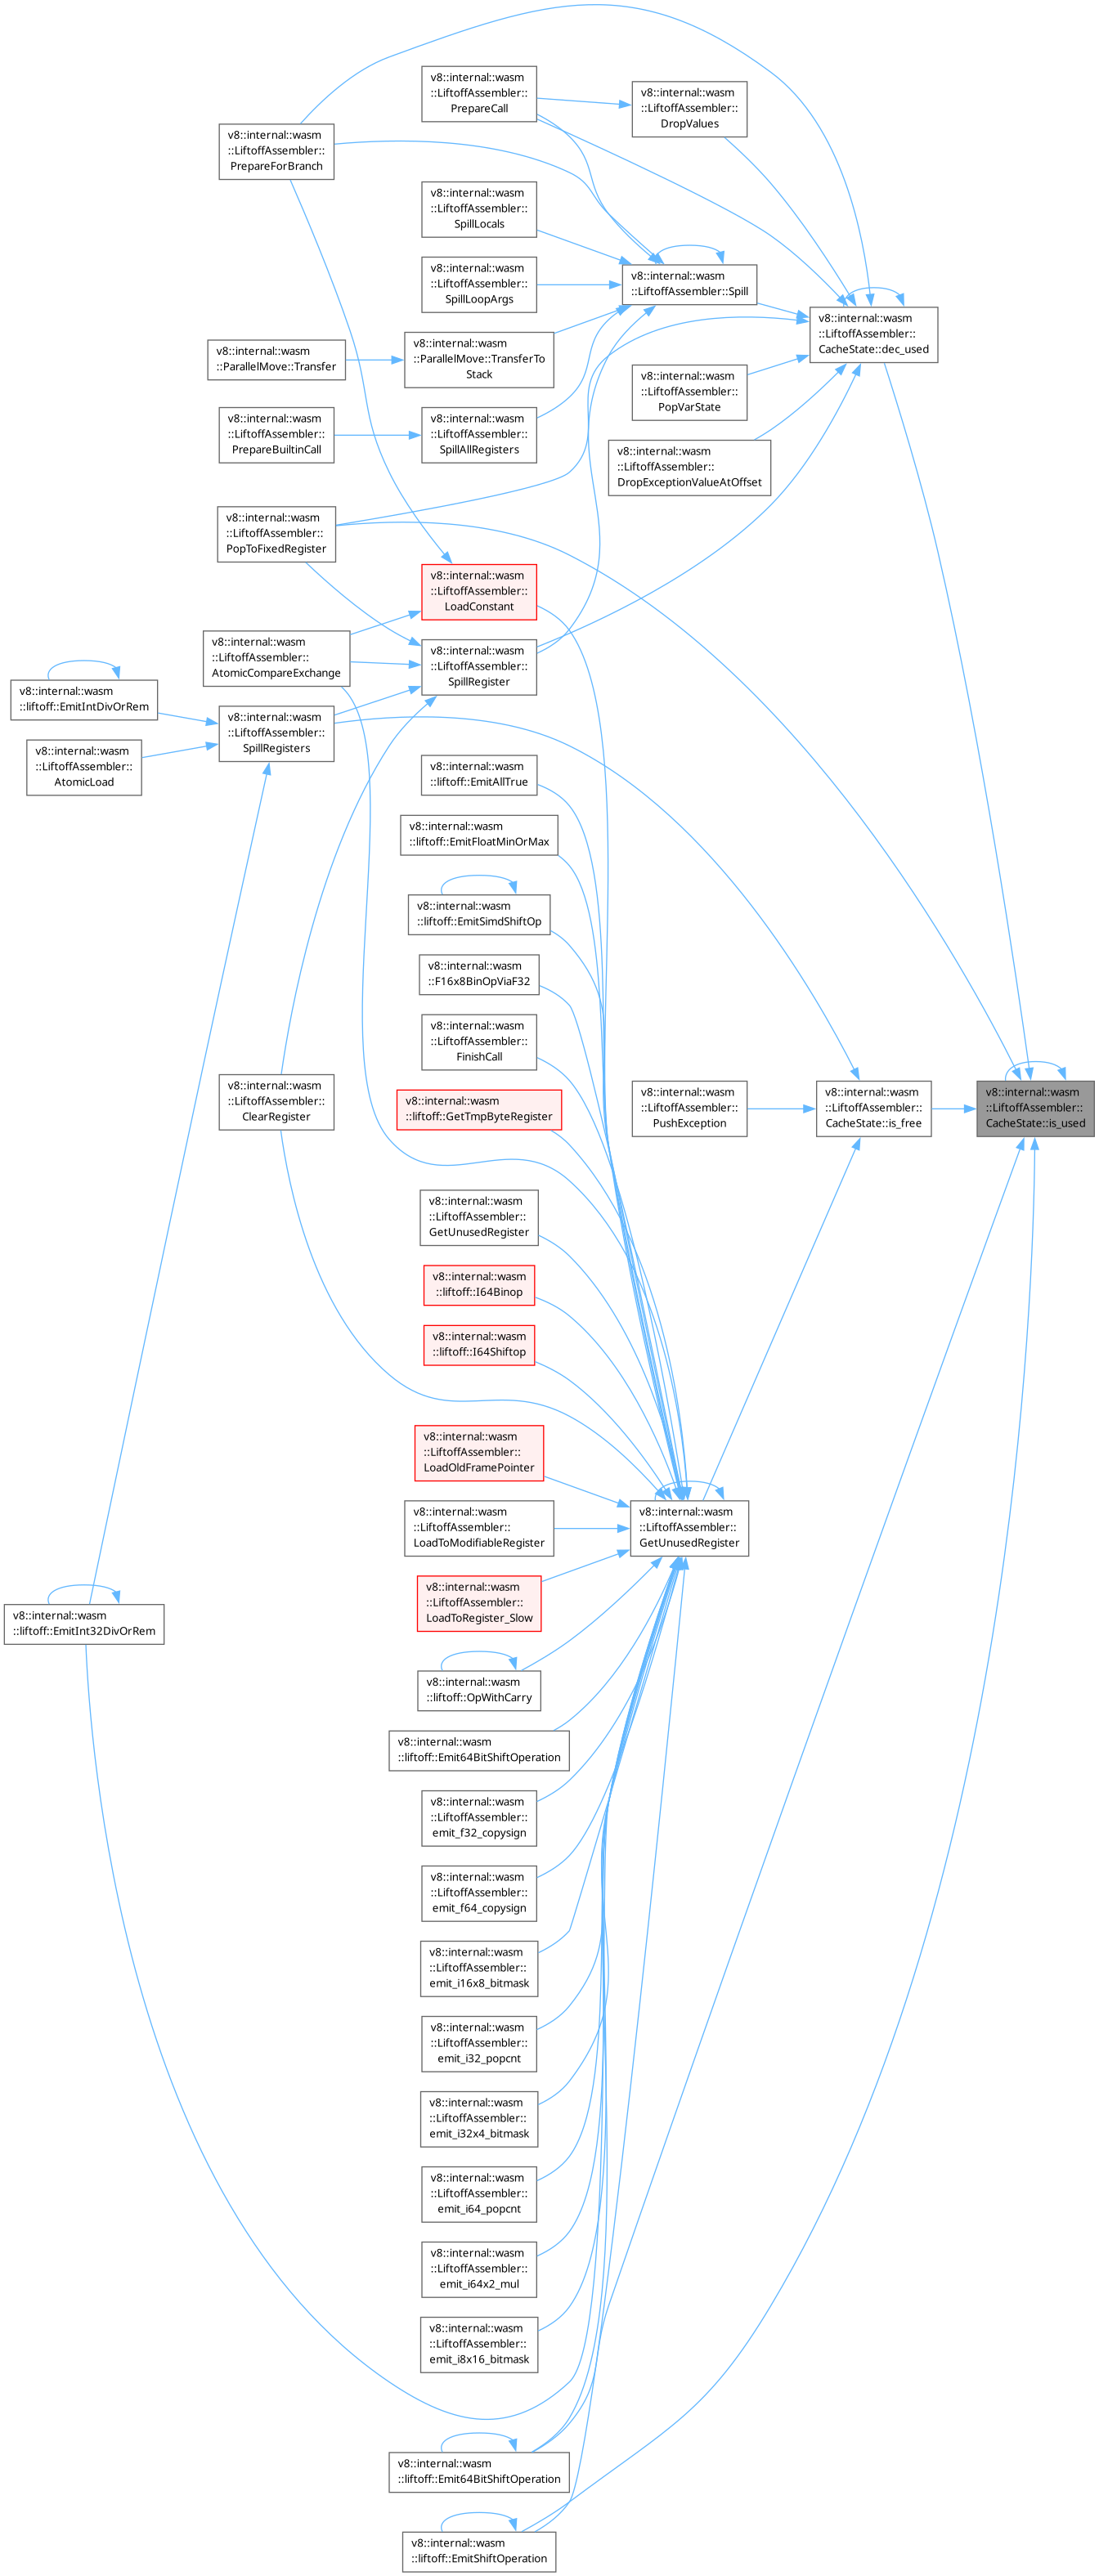 v8::internal::wasm
::LiftoffAssembler::
PrepareCall
v8::internal::wasm
::LiftoffAssembler::
DropValues
v8::internal::wasm
::LiftoffAssembler::
PrepareForBranch
v8::internal::wasm
::LiftoffAssembler::
SpillLocals
v8::internal::wasm
::LiftoffAssembler::
SpillLoopArgs
v8::internal::wasm
::LiftoffAssembler::Spill
v8::internal::wasm
::LiftoffAssembler::
CacheState::dec_used
v8::internal::wasm
::ParallelMove::Transfer
v8::internal::wasm
::ParallelMove::TransferTo
Stack
v8::internal::wasm
::LiftoffAssembler::
PopVarState
v8::internal::wasm
::LiftoffAssembler::
PrepareBuiltinCall
v8::internal::wasm
::LiftoffAssembler::
SpillAllRegisters
v8::internal::wasm
::LiftoffAssembler::
DropExceptionValueAtOffset
v8::internal::wasm
::LiftoffAssembler::
PopToFixedRegister
v8::internal::wasm
::LiftoffAssembler::
LoadConstant
v8::internal::wasm
::LiftoffAssembler::
AtomicCompareExchange
v8::internal::wasm
::LiftoffAssembler::
SpillRegister
v8::internal::wasm
::liftoff::EmitIntDivOrRem
v8::internal::wasm
::LiftoffAssembler::
SpillRegisters
v8::internal::wasm
::LiftoffAssembler::
AtomicLoad
v8::internal::wasm
::liftoff::EmitAllTrue
v8::internal::wasm
::liftoff::EmitFloatMinOrMax
v8::internal::wasm
::liftoff::EmitSimdShiftOp
v8::internal::wasm
::F16x8BinOpViaF32
v8::internal::wasm
::LiftoffAssembler::
FinishCall
v8::internal::wasm
::LiftoffAssembler::
ClearRegister
v8::internal::wasm
::liftoff::GetTmpByteRegister
v8::internal::wasm
::LiftoffAssembler::
PushException
v8::internal::wasm
::LiftoffAssembler::
CacheState::is_free
v8::internal::wasm
::LiftoffAssembler::
CacheState::is_used
v8::internal::wasm
::LiftoffAssembler::
GetUnusedRegister
v8::internal::wasm
::liftoff::I64Binop
v8::internal::wasm
::liftoff::I64Shiftop
v8::internal::wasm
::LiftoffAssembler::
LoadOldFramePointer
v8::internal::wasm
::LiftoffAssembler::
LoadToModifiableRegister
v8::internal::wasm
::LiftoffAssembler::
GetUnusedRegister
v8::internal::wasm
::LiftoffAssembler::
LoadToRegister_Slow
v8::internal::wasm
::liftoff::EmitInt32DivOrRem
v8::internal::wasm
::liftoff::OpWithCarry
v8::internal::wasm
::liftoff::Emit64BitShiftOperation
v8::internal::wasm
::LiftoffAssembler::
emit_f32_copysign
v8::internal::wasm
::LiftoffAssembler::
emit_f64_copysign
v8::internal::wasm
::LiftoffAssembler::
emit_i16x8_bitmask
v8::internal::wasm
::LiftoffAssembler::
emit_i32_popcnt
v8::internal::wasm
::LiftoffAssembler::
emit_i32x4_bitmask
v8::internal::wasm
::LiftoffAssembler::
emit_i64_popcnt
v8::internal::wasm
::LiftoffAssembler::
emit_i64x2_mul
v8::internal::wasm
::LiftoffAssembler::
emit_i8x16_bitmask
v8::internal::wasm
::liftoff::Emit64BitShiftOperation
v8::internal::wasm
::liftoff::EmitShiftOperation